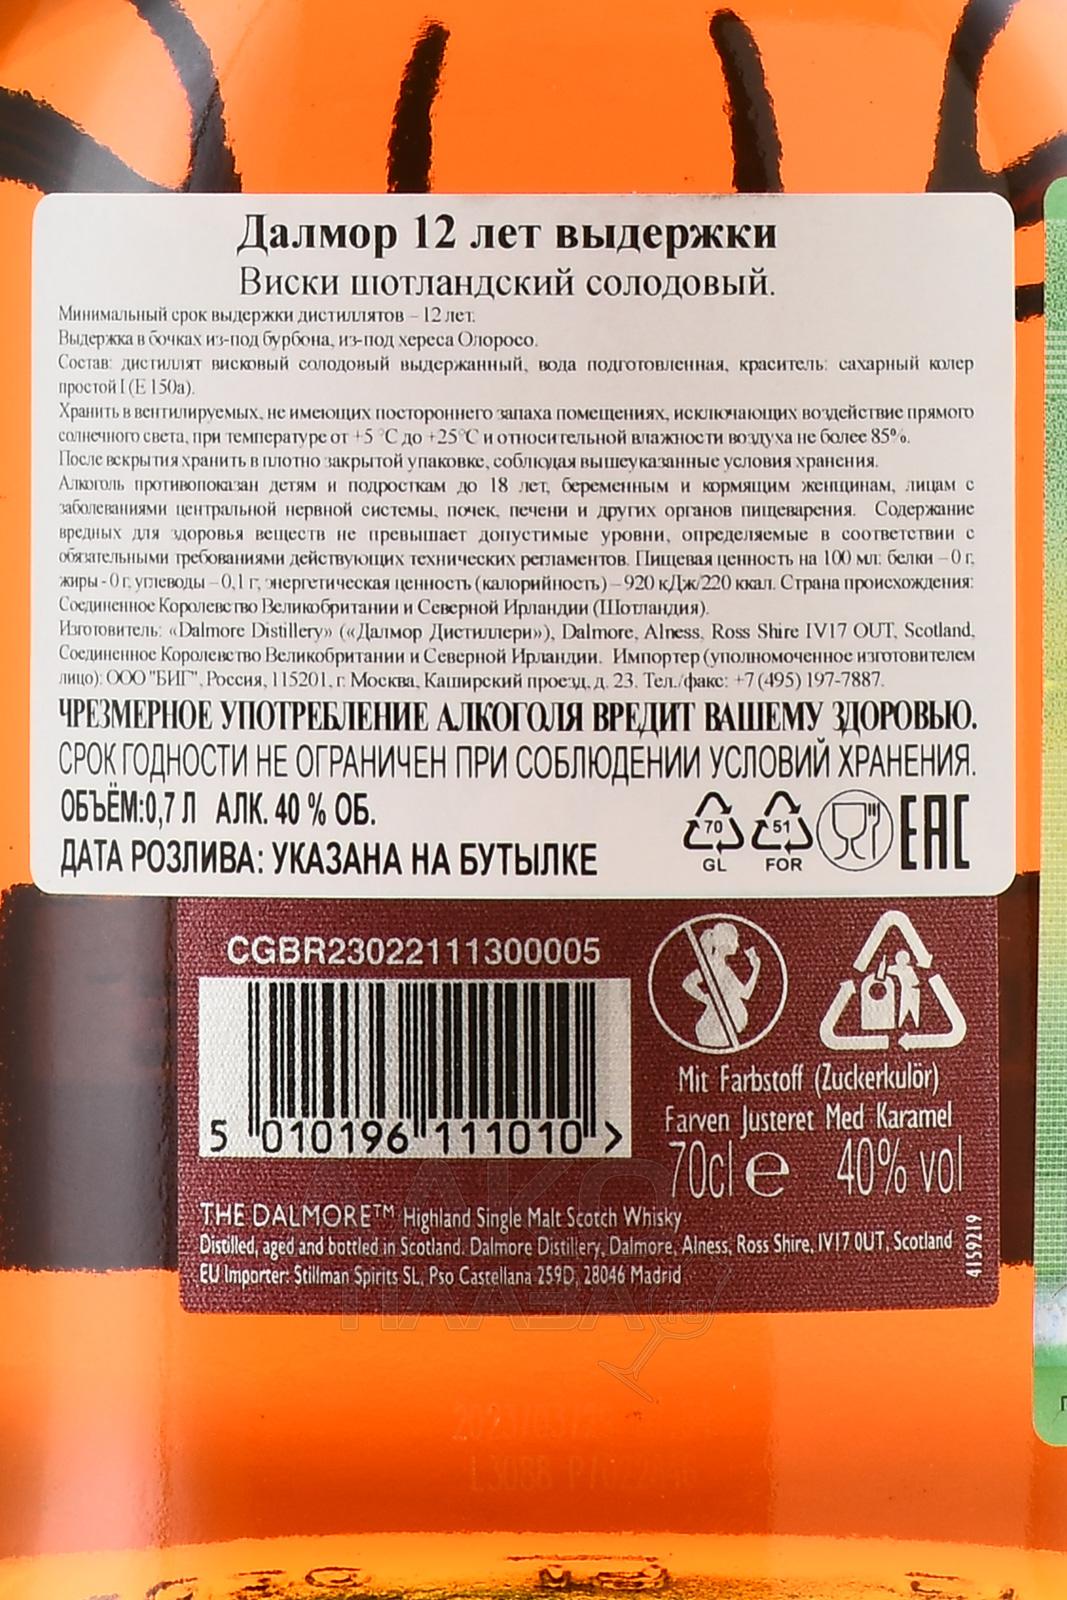 Далмор 12 лет выдержки
Виски шотландский солодовый.
Минимальный срок выдержки дистиллятов – 12 лет.
Выдержка в бочках из-под бурбона, из-под хереса Олоросо.
Состав: дистиллят висковый солодовый выдержанный, вода подготовленная, краситель: сахарный колер
простой I (Е 150а).
Хранить в вентилируемых, не имеющих постороннего запаха помещениях, исключающих воздействие прямого
солнечного света, при температуре от +5 °С до +25°С и относительной влажности воздуха не более 85%.
После вскрытия хранить в плотно закрытой упаковке, соблюдая вышеуказанные условия хранения.
Алкоголь противопоказан детям и подросткам до 18 лет, беременным и кормящим женщинам, лицам с
заболеваниями центральной нервной системы, почек, печени и других органов пищеварения. Содержание
вредных для здоровья веществ не превышает допустимые уровни, определяемые в соответствии с
обязательными требованиями действующих технических регламентов. Пищевая ценность на 100 мл: белки – 0 г,
жиры - 0 г, углеводы – 0,1 г, энергетическая ценность (калорийность) – 920 кДж/220 ккал. Страна происхождения:
Соединенное Королевство Великобритании и Северной Ирландии (Шотландия).
Изготовитель: «Dalmore Distillery» («Далмор Дистиллери»), Dalmore, Alness, Ross Shire IV17 OUT, Scotland,
Соединенное Королевство Великобритании и Северной Ирландии. Импортер (уполномоченное изготовителем
лицо): ООО "БИГ", Россия, 115201, г. Москва, Каширский проезд, д. 23. Тел./факс: +7 (495) 197-7887.
ЧРЕЗМЕРНОЕ УПОТРЕБЛЕНИЕ АЛКОГОЛЯ ВРЕДИТ ВАШЕМУ ЗДОРОВЬЮ.
СРОК ГОДНОСТИ НЕ ОГРАНИЧЕН ПРИ СОБЛЮДЕНИИ УСЛОВИЙ ХРАНЕНИЯ.
ОБЪЁМ:0,7 Л АЛК. 40 % ОБ.
ДАТА РОЗЛИВА: УКАЗАНА НА БУТЫЛКЕ
70 51
GL FOR
EAC
CGBR23022111300005
5 010196 111010 >
Mit Farbstoff (Zuckerkulör)
Farven Justeret Med Karamel
70cl e 40% vol
THE DALMORE™ Highland Single Malt Scotch Whisky
Distilled, aged and bottled in Scotland. Dalmore Distillery, Dalmore, Alness, Ross Shire, IV17 0UT, Scotland
EU Importer: Stillman Spirits SL, Pso Castellana 259D, 28046 Madrid
4159219